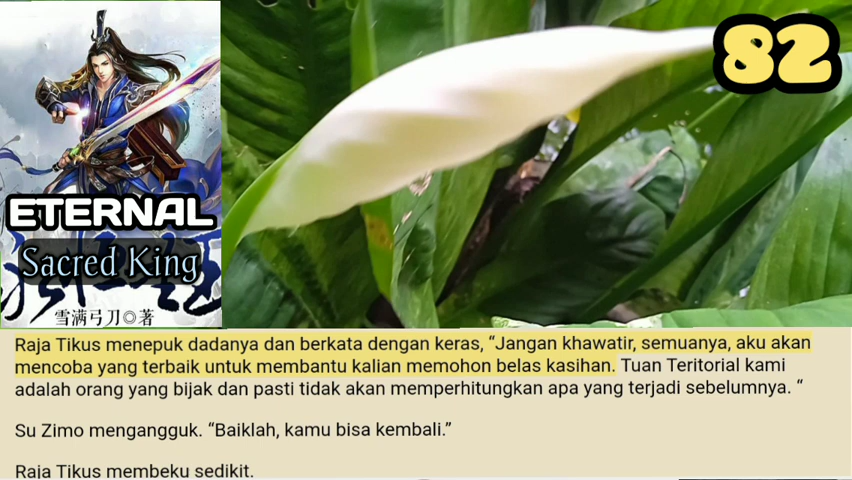 82
ETERNAL
Sacred King
雪满弓刀◎著
Raja Tikus menepuk dadanya dan berkata dengan keras, “Jangan khawatir, semuanya, aku akan
mencoba yang terbaik untuk membantu kalian memohon belas kasihan. Tuan Teritorial kami
adalah orang yang bijak dan pasti tidak akan memperhitungkan apa yang terjadi sebelumnya. “
Su Zimo mengangguk. “Baiklah, kamu bisa kembali.”
Raja Tikus membeku sedikit.